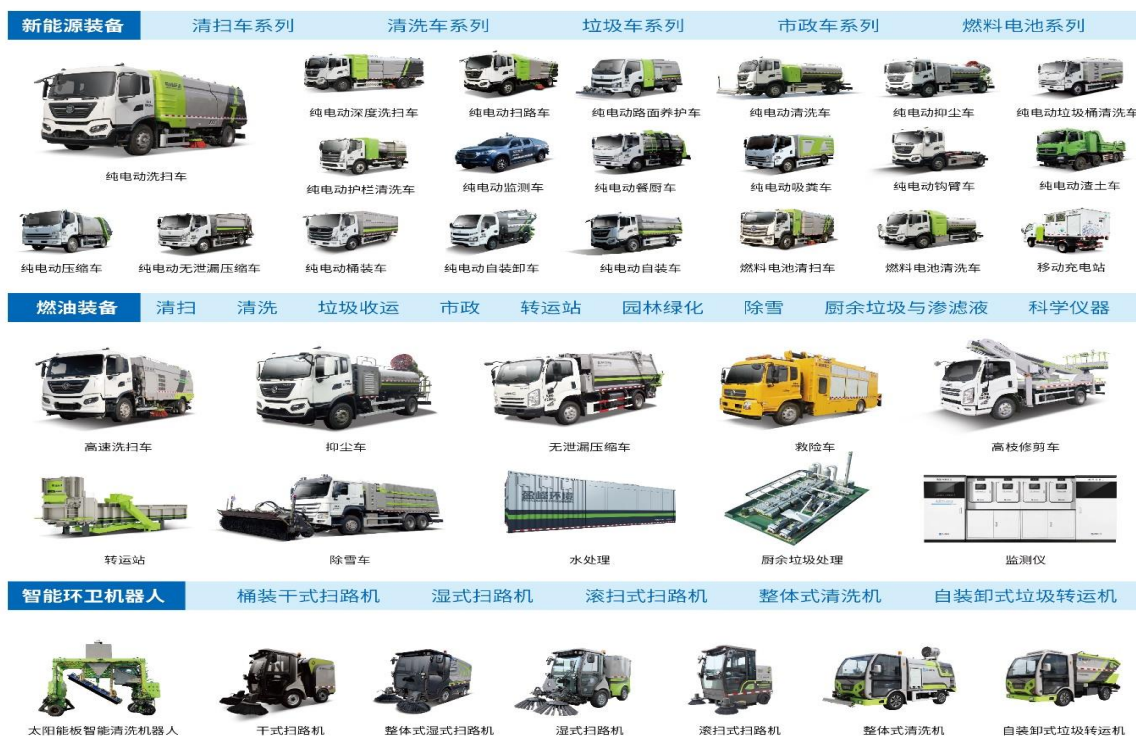 新能源装备 清扫车系列 清洗车系列 垃圾车系列 市政车系列 燃料电池系列
纯电动洗扫车
纯电动深度洗扫车 纯电动扫路车 纯电动路面养护车 纯电动清洗车 纯电动抑尘车 纯电动垃圾桶清洗车
纯电动护栏清洗车 纯电动监测车 纯电动餐厨车 纯电动吸粪车 纯电动钩臂车 纯电动渣土车
纯电动压缩车 纯电动无泄漏压缩车 纯电动桶装车 纯电动自装卸车 纯电动自装车 燃料电池清扫车 燃料电池清洗车 移动充电站
燃油装备 清扫 清洗 垃圾收运 市政 转运站 园林绿化 除雪 厨余垃圾与渗滤液 科学仪器
高速洗扫车 抑尘车 无泄漏压缩车 救险车 高枝修剪车
盈峰环境
转运站 除雪车 水处理 厨余垃圾处理 监测仪
智能环卫机器人 桶装干式扫路机 湿式扫路机 滚扫式扫路机 整体式清洗机 自装卸式垃圾转运机
太阳能板智能清洗机器人 干式扫路机 整体式湿式扫路机 湿式扫路机 滚扫式扫路机 整体式清洗机 自装卸式垃圾转运机